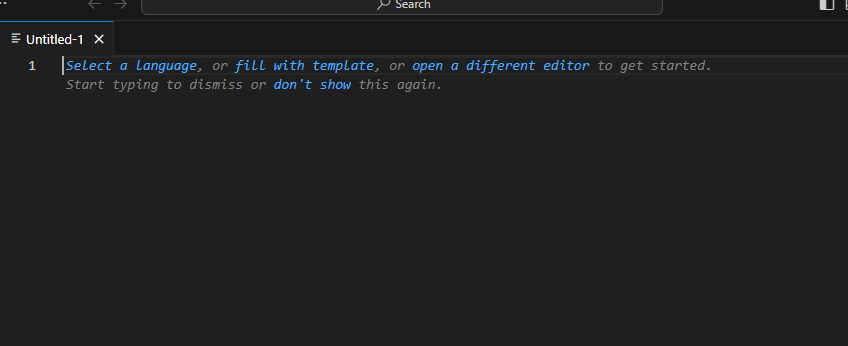 Search
Untitled-1
1
Select a language, or fill with template, or open a different editor to get started.
Start typing to dismiss or don't show this again.